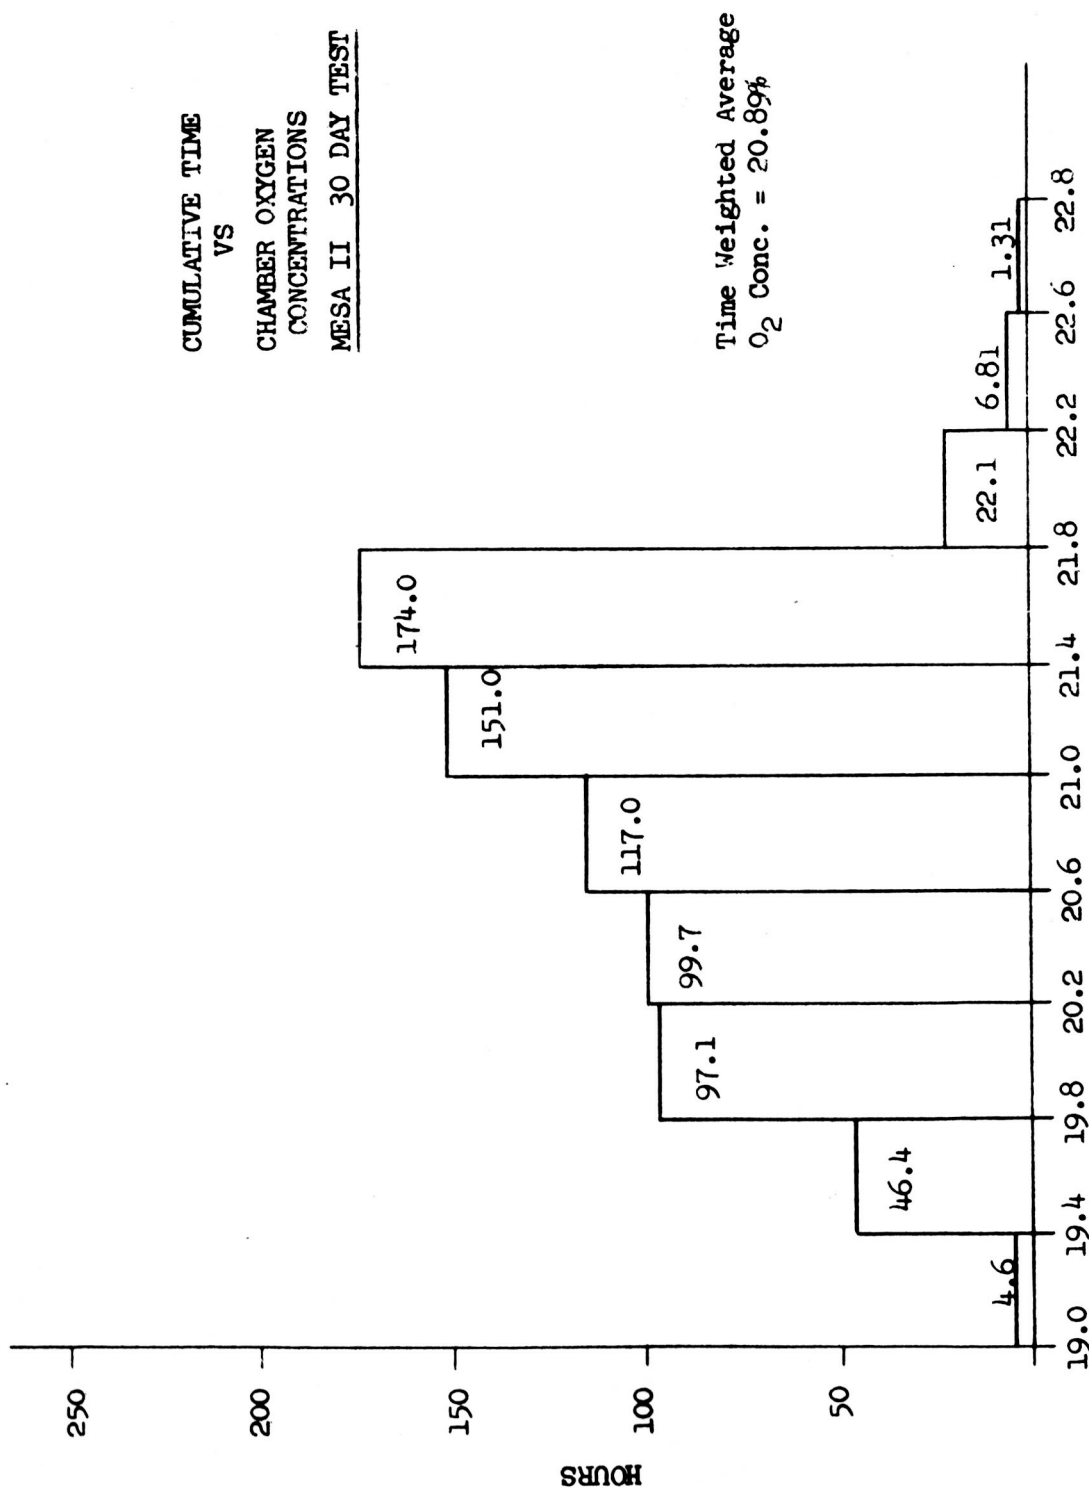 CUMULATIVE TIME
VS
CHAMBER OXYGEN
CONCENTRATIONS
MESA II 30 DAY TEST
Time Weighted Average
O2 Conc. = 20.89%
HOURS
250
200
150
100
50
4.6
46.4
97.1
99.7
117.0
151.0
174.0
22.1
6.81
1.31
19.0 19.4 19.8 20.2 20.6 21.0 21.4 21.8 22.2 22.6 22.8